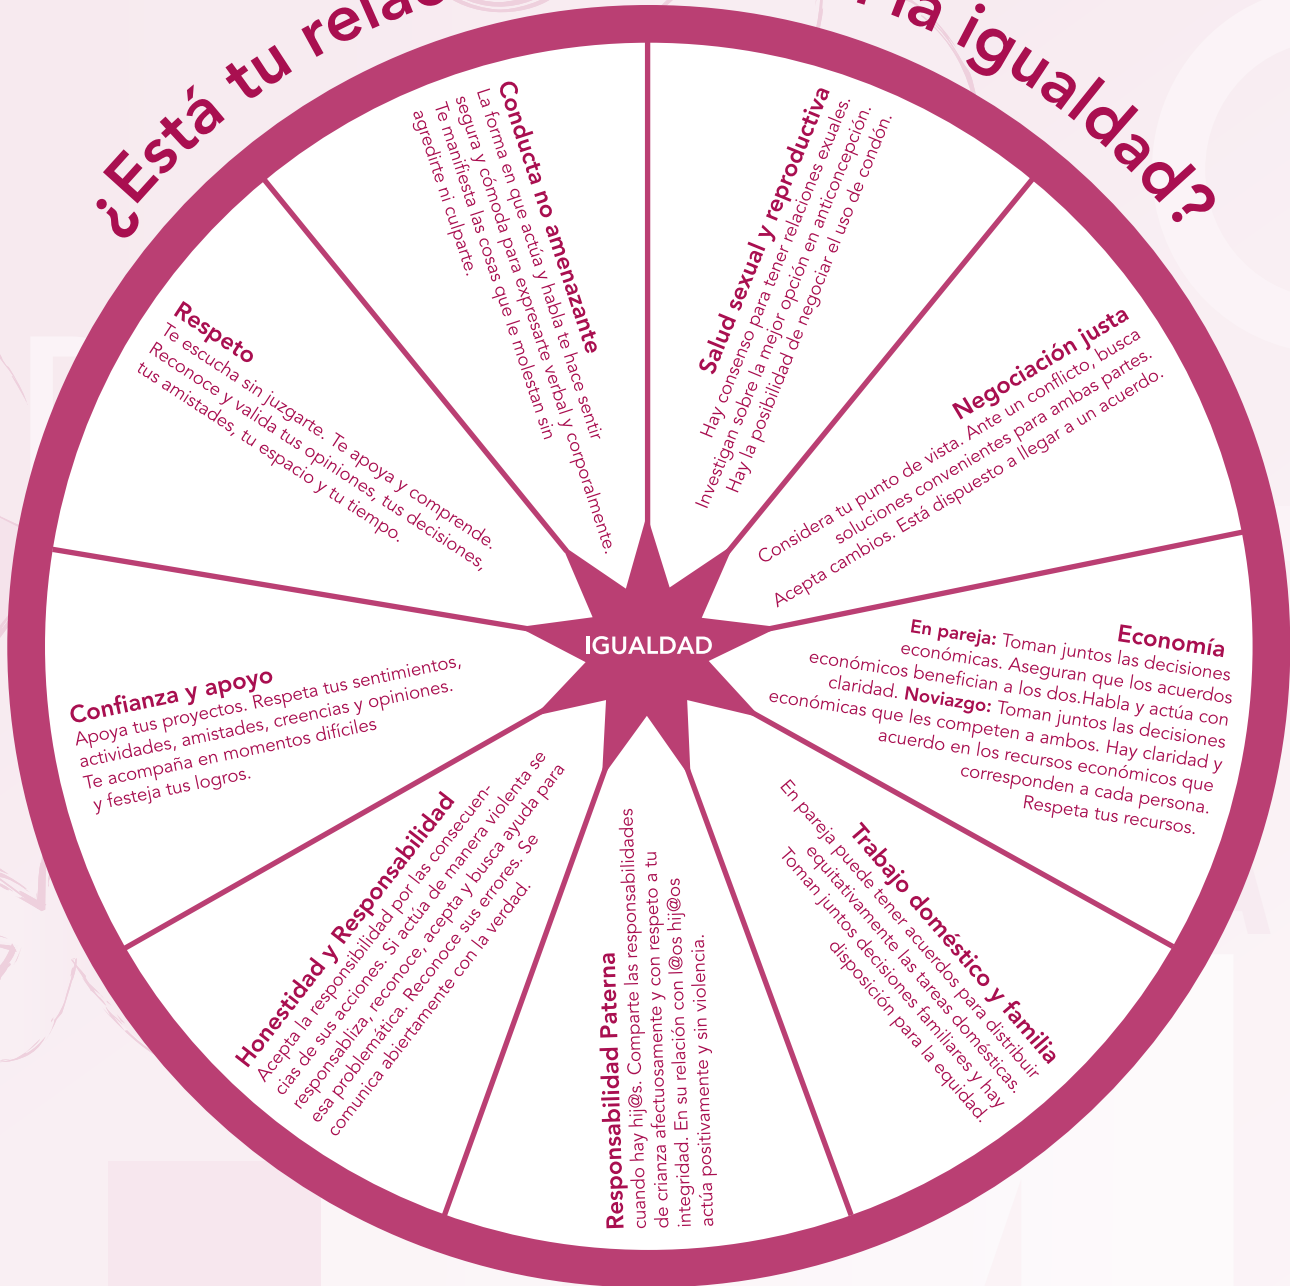 ¿Está tu relac
la igualdad?
Conducta no amenazante
La forma en que actúa y habla te hace sentir
segura y cómoda para expresarte verbal y corporalmente.
Te manifiesta las cosas que le molestan sin
agredirte ni culparte.
Salud sexual y reproductiva
Hay consenso para tener relaciones exuales.
Investigan sobre la mejor opción en anticoncepción.
Hay la posibilidad de negociar el uso de condón.
Negociación justa
Considera tu punto de vista. Ante un conflicto, busca
soluciones convenientes para ambas partes.
Acepta cambios. Está dispuesto a llegar a un acuerdo.
Economía
En pareja: Toman juntos las decisiones
económicas. Aseguran que los acuerdos
económicos benefician a los dos.Habla y actúa con
claridad. Noviazgo: Toman juntos las decisiones
económicas que les competen a ambos. Hay claridad y
acuerdo en los recursos económicos que
corresponden a cada persona.
Respeta tus recursos.
Trabajo doméstico y familia
En pareja puede tener acuerdos para distribuir
equitativamente las tareas domésticas.
Toman juntos decisiones familiares y hay
disposición para la equidad.
Responsabilidad Paterna
cuando hay hij@s. Comparte las responsabilidades
de crianza afectuosamente y con respeto a tu
integridad. En su relación con l@os hij@os
actúa positivamente y sin violencia.
Honestidad y Responsabilidad
Acepta la responsabilidad por las consecuen-
cias de sus acciones. Si actúa de manera violenta se
responsabliza, reconoce, acepta y busca ayuda para
esa problemática. Reconoce sus errores. Se
comunica abiertamente con la verdad.
Confianza y apoyo
Apoya tus proyectos. Respeta tus sentimientos,
actividades, amistades, creencias y opiniones.
Te acompaña en momentos difíciles
y festeja tus logros.
Respeto
Te escucha sin juzgarte. Te apoya y comprende.
Reconoce y valida tus opiniones, tus decisiones,
tus amistades, tu espacio y tu tiempo.
IGUALDAD